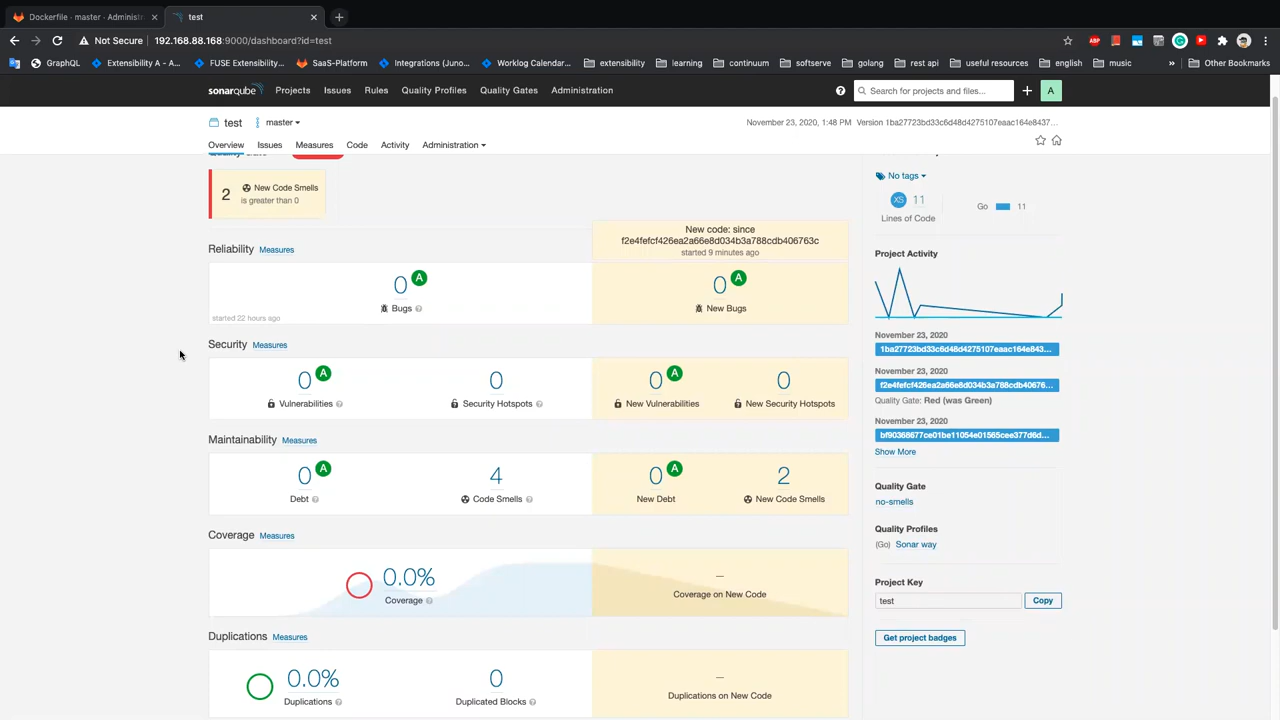 Dockerfile · master · Administra
test
Not Secure
192.168.88.168:9000/dashboard?id=test
ABP
GraphQL
Extensibility A - A...
FUSE Extensibility...
SaaS-Platform
Integrations (Juno...
Worklog Calendar...
extensibility
learning
continuum
softserve
golang
rest api
useful resources
english
music
»
Other Bookmarks
sonarqube
Projects
Issues
Rules
Quality Profiles
Quality Gates
Administration
Search for projects and files...
A
test
master
November 23, 2020, 1:48 PM Version 1ba27723bd33c6d48d4275107eaac164e8437...
Overview
Issues
Measures
Code
Activity
Administration
2
New Code Smells
is greater than 0
New code: since
f2e4fefcf426ea2a66e8d034b3a788cdb406763c
started 9 minutes ago
Reliability Measures
0 A
Bugs
started 22 hours ago
0 A
New Bugs
Security Measures
0 A
Vulnerabilities
0
Security Hotspots
0 A
New Vulnerabilities
0
New Security Hotspots
Maintainability Measures
0 A
Debt
4
Code Smells
0 A
New Debt
2
New Code Smells
Coverage Measures
0.0%
Coverage
—
Coverage on New Code
Duplications Measures
0.0%
Duplications
0
Duplicated Blocks
—
Duplications on New Code
No tags
XS 11
Lines of Code
Go 11
Project Activity
November 23, 2020
1ba27723bd33c6d48d4275107eaac164e843...
November 23, 2020
f2e4fefcf426ea2a66e8d034b3a788cdb40676...
Quality Gate: Red (was Green)
November 23, 2020
bf90368677ce01be11054e01565cee377d6d...
Show More
Quality Gate
no-smells
Quality Profiles
(Go) Sonar way
Project Key
test
Copy
Get project badges